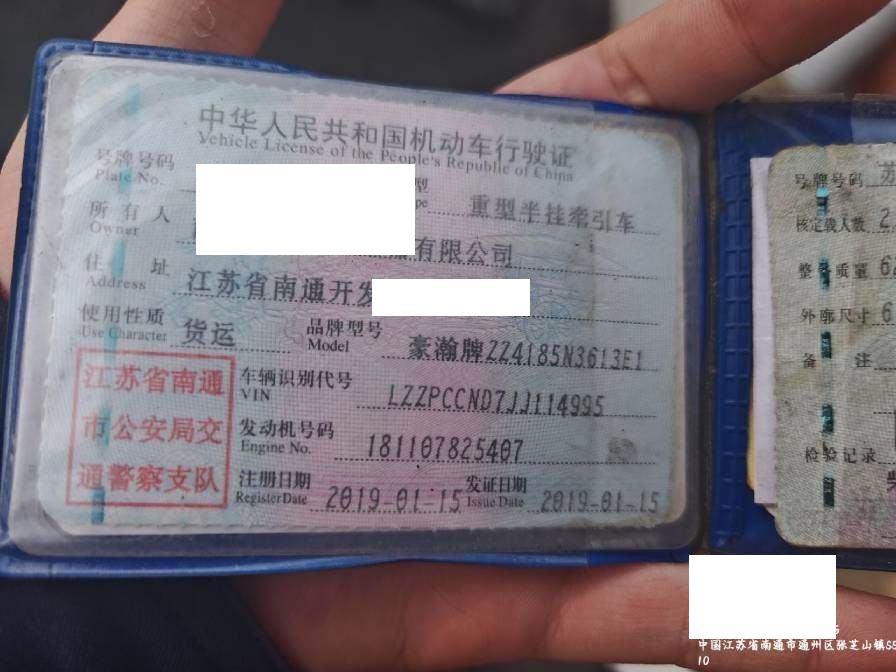 中华人民共和国机动车行驶证
Vehicle License of the People's Republic of China
号牌号码
Plate No.
型
重型半挂牵引车
所有人
Owner
有限公司
住址
Address
江苏省南通开发
使用性质
Use Character
货运
品牌型号
Model
豪瀚牌ZZ4185N3613E1
江苏省南通
市公安局交
通警察支队
车辆识别代号
VIN
LZZPCCND7JJ114995
发动机号码
Engine No.
181107825407
注册日期
Register Date
2019-01-15
发证日期
Issue Date
2019-01-15
号牌号码
苏
核定载人数
整备质量
外廓尺寸
备注
检验记录
中国江苏省南通市通州区张芝山镇
10